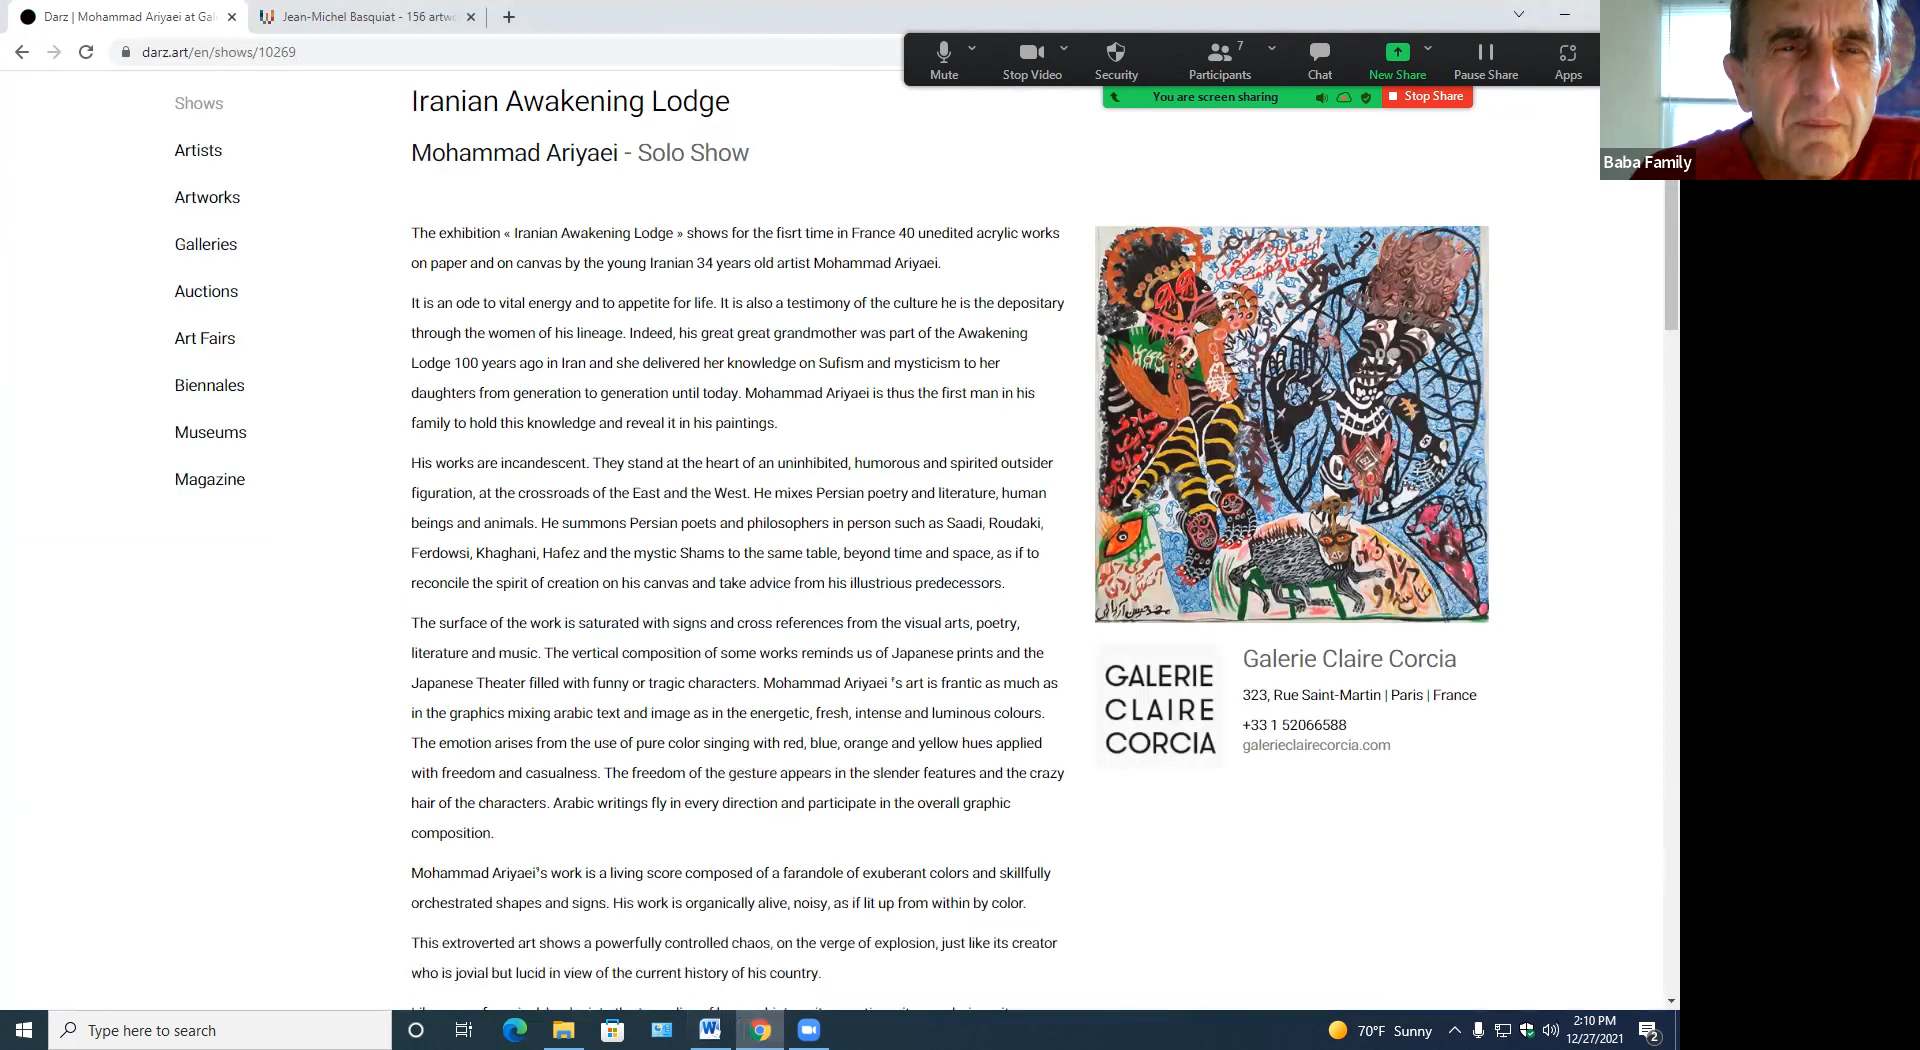 Darz | Mohammad Ariyaei at Gal
Jean-Michel Basquiat - 156 artwo
darz.art/en/shows/10269
Mute
Stop Video
Security
7
Participants
Chat
New Share
Pause Share
Apps
You are screen sharing
Stop Share
Baba Family
Shows
Artists
Artworks
Galleries
Auctions
Art Fairs
Biennales
Museums
Magazine
Iranian Awakening Lodge
Mohammad Ariyaei - Solo Show
The exhibition « Iranian Awakening Lodge » shows for the fisrt time in France 40 unedited acrylic works
on paper and on canvas by the young Iranian 34 years old artist Mohammad Ariyaei.
It is an ode to vital energy and to appetite for life. It is also a testimony of the culture he is the depositary
through the women of his lineage. Indeed, his great great grandmother was part of the Awakening
Lodge 100 years ago in Iran and she delivered her knowledge on Sufism and mysticism to her
daughters from generation to generation until today. Mohammad Ariyaei is thus the first man in his
family to hold this knowledge and reveal it in his paintings.
His works are incandescent. They stand at the heart of an uninhibited, humorous and spirited outsider
figuration, at the crossroads of the East and the West. He mixes Persian poetry and literature, human
beings and animals. He summons Persian poets and philosophers in person such as Saadi, Roudaki,
Ferdowsi, Khaghani, Hafez and the mystic Shams to the same table, beyond time and space, as if to
reconcile the spirit of creation on his canvas and take advice from his illustrious predecessors.
The surface of the work is saturated with signs and cross references from the visual arts, poetry,
literature and music. The vertical composition of some works reminds us of Japanese prints and the
Japanese Theater filled with funny or tragic characters. Mohammad Ariyaei 's art is frantic as much as
in the graphics mixing arabic text and image as in the energetic, fresh, intense and luminous colours.
The emotion arises from the use of pure color singing with red, blue, orange and yellow hues applied
with freedom and casualness. The freedom of the gesture appears in the slender features and the crazy
hair of the characters. Arabic writings fly in every direction and participate in the overall graphic
composition.
Mohammad Ariyaei's work is a living score composed of a farandole of exuberant colors and skillfully
orchestrated shapes and signs. His work is organically alive, noisy, as if lit up from within by color.
This extroverted art shows a powerfully controlled chaos, on the verge of explosion, just like its creator
who is jovial but lucid in view of the current history of his country.
GALERIE
CLAIRE
CORCIA
Galerie Claire Corcia
323, Rue Saint-Martin | Paris | France
+33 1 52066588
galerieclairecorcia.com
Type here to search
70°F Sunny
2:10 PM
12/27/2021
2